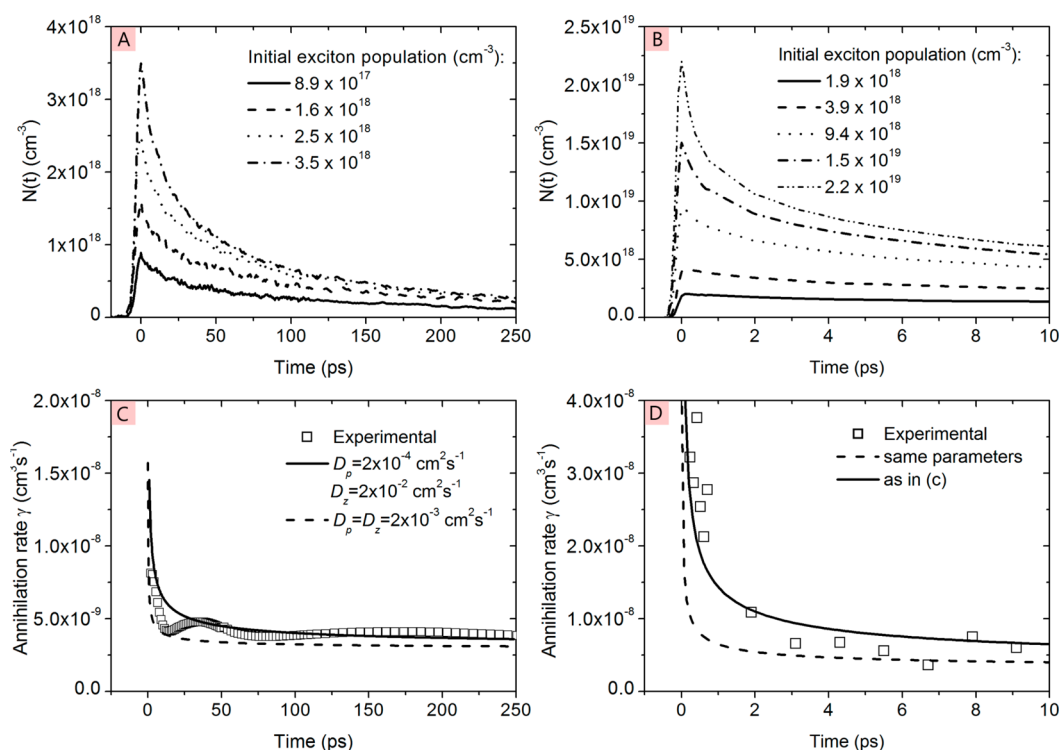 A
4x10^18
3x10^18
2x10^18
1x10^18
0
N(t) (cm^-3)
Initial exciton population (cm^-3):
8.9 x 10^17
1.6 x 10^18
2.5 x 10^18
3.5 x 10^18
0 50 100 150 200 250
Time (ps)
B
2.5x10^19
2.0x10^19
1.5x10^19
1.0x10^19
5.0x10^18
0.0
N(t) (cm^-3)
Initial exciton population (cm^-3):
1.9 x 10^18
3.9 x 10^18
9.4 x 10^18
1.5 x 10^19
2.2 x 10^19
0 2 4 6 8 10
Time (ps)
C
2.0x10^-8
1.5x10^-8
1.0x10^-8
5.0x10^-9
0.0
Annihilation rate γ (cm^3s^-1)
Experimental
D_p=2x10^-4 cm^2s^-1
D_z=2x10^-2 cm^2s^-1
D_p=D_z=2x10^-3 cm^2s^-1
0 50 100 150 200 250
Time (ps)
D
4.0x10^-8
3.0x10^-8
2.0x10^-8
1.0x10^-8
0.0
Annihilation rate γ (cm^3s^-1)
Experimental
same parameters
as in (c)
0 2 4 6 8 10
Time (ps)